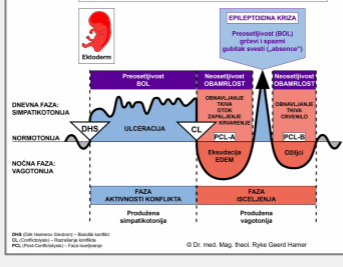 EPILEPTOIDNA KRIZA
Preosetljivost (BOL)
grčevi i spazmi
gubitak svesti („absence")
Ektoderm
Preosetljivost
BOL
Neosetljivost
OBAMRLOST
Neosetljivost
OBAMRLOST
DNEVNA FAZA:
SIMPATIKOTONIJA
OBNAVLJANJE
TKIVA
OTOK
ZAPALJENJE
KRVARENJE
OBNAVLJANJE
TKIVA
CRVENILO
DHS
ULCERACIJA
CL
PCL-A
PCL-B
NORMOTONIJA
NOĆNA FAZA:
VAGOTONIJA
Eksudacija
EDEM
Ožiljci
FAZA
AKTIVNOSTI KONFLIKTA
FAZA
ISCELJENJA
Produžena
simpatikotonija
Produžena
vagotonija
DHS (Dirk Hamerov Sindrom) – Biološki konflikt
CL (Conflictolysis) – Razrešenje konflikta
PCL (Post-Conflictolysis) – Faza isceljivanja
© Dr. med. Mag. theol. Ryke Geerd Hamer